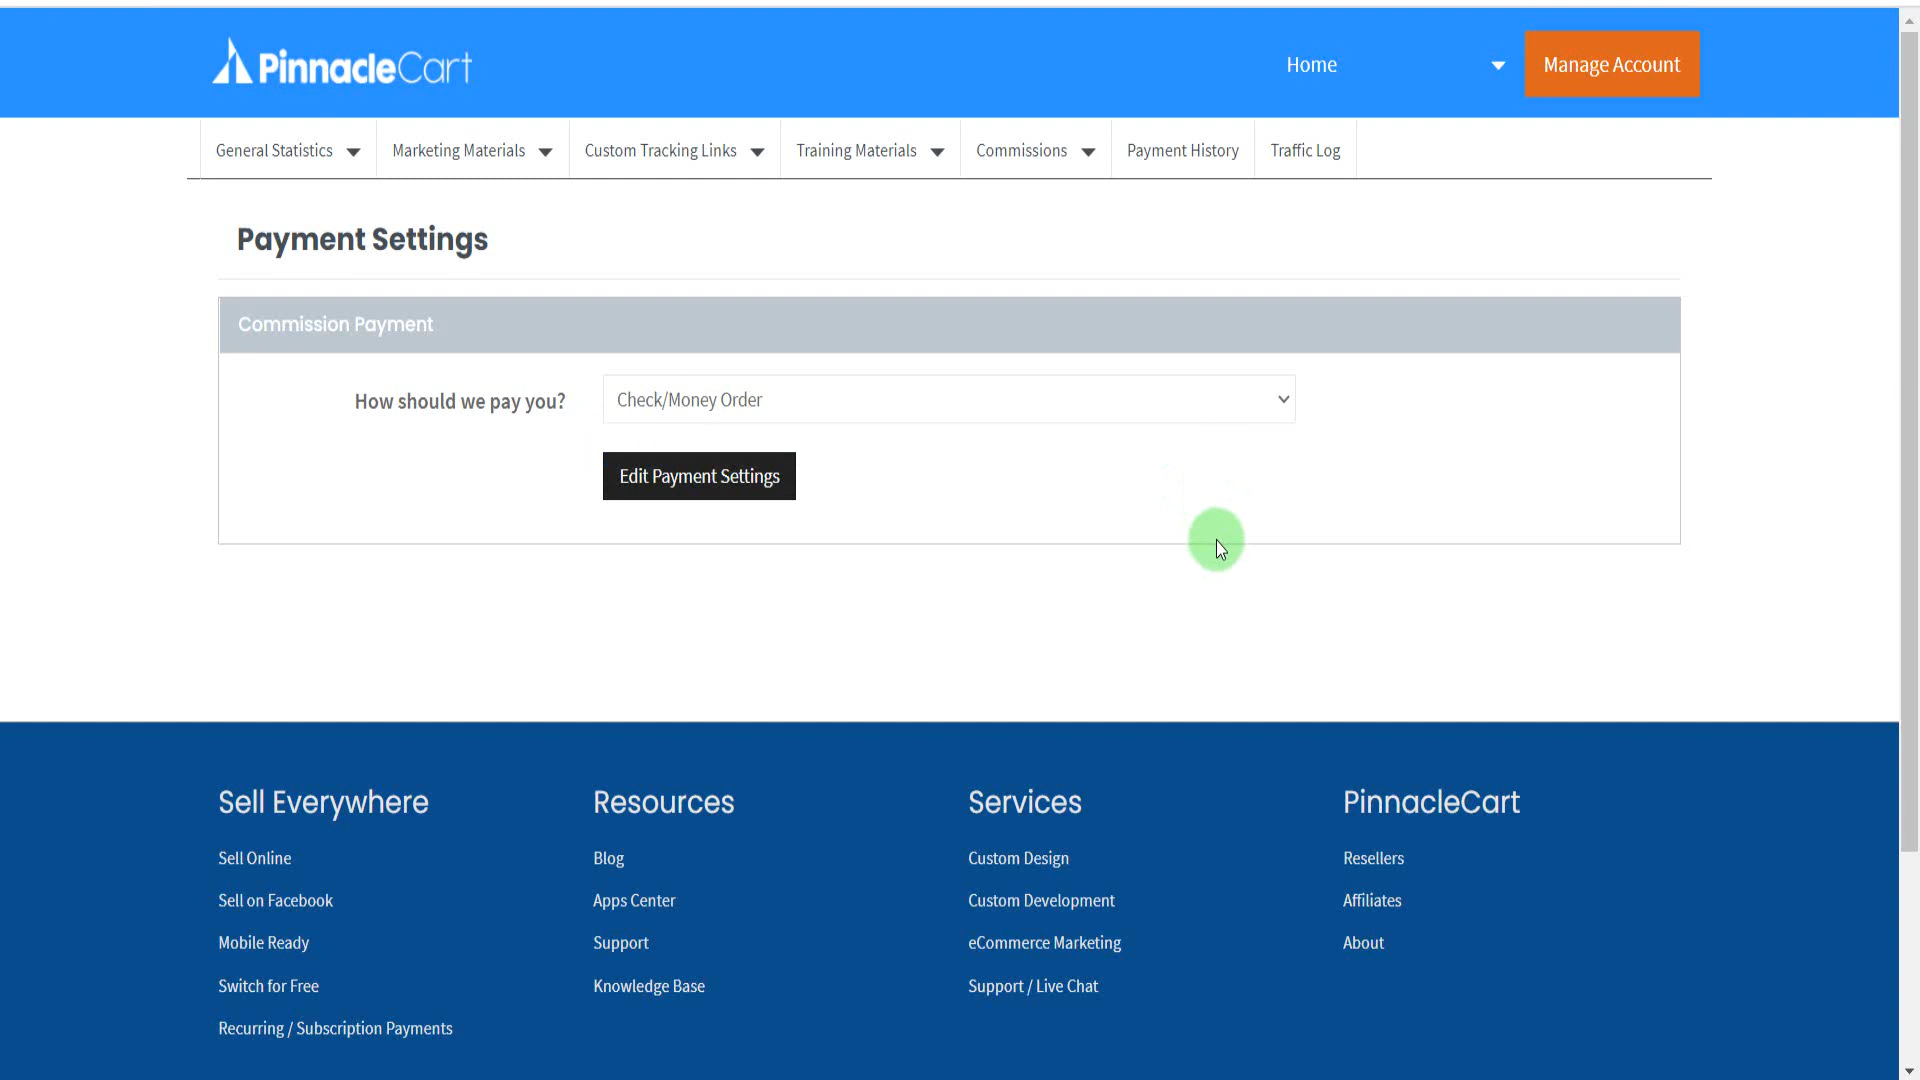 PinnacleCart
Home
Manage Account
General Statistics
Marketing Materials
Custom Tracking Links
Training Materials
Commissions
Payment History
Traffic Log
Payment Settings
Commission Payment
How should we pay you?
Check/Money Order
Edit Payment Settings
Sell Everywhere
Sell Online
Sell on Facebook
Mobile Ready
Switch for Free
Recurring / Subscription Payments
Resources
Blog
Apps Center
Support
Knowledge Base
Services
Custom Design
Custom Development
eCommerce Marketing
Support / Live Chat
PinnacleCart
Resellers
Affiliates
About